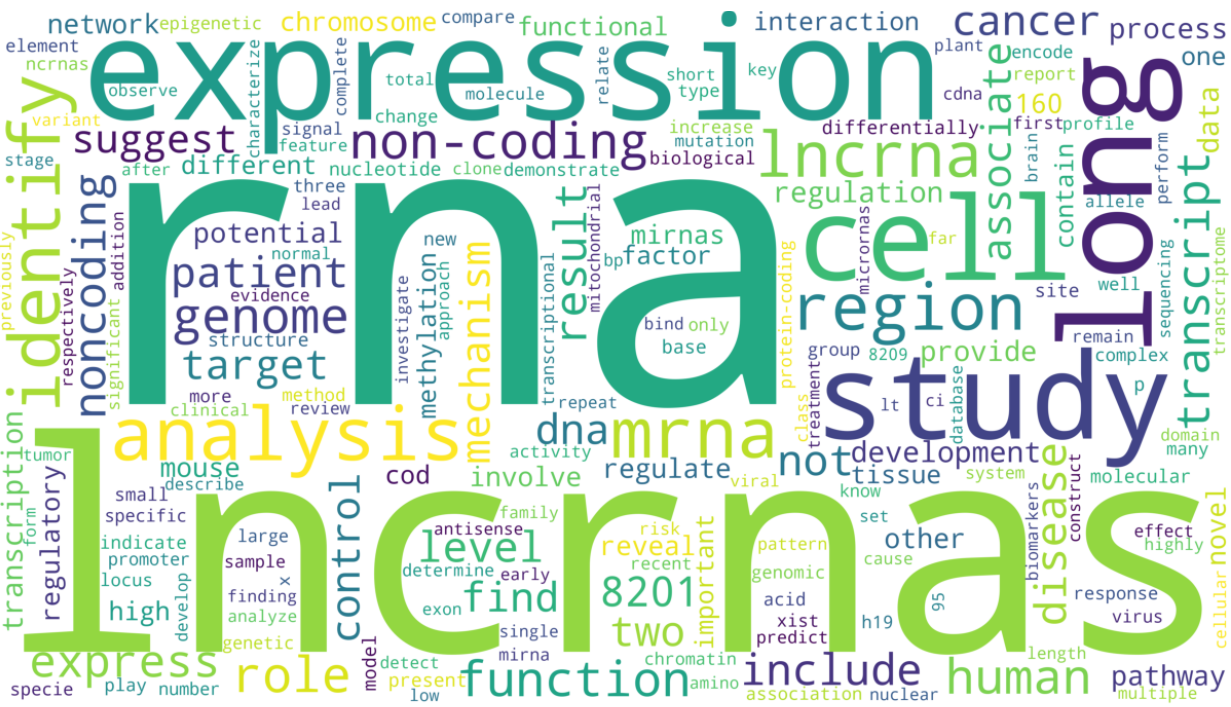 network
epigenetic
chromosome
compare
functional
interaction
cancer
process
element
ncrnas
expression
plant
encode
one
observe
characterize
complete
total
molecule
relate
short
type
key
cdna
associate
report
160
long
data
variant
identify
suggest
signal
feature
change
non-coding
increase
mutation
biological
differentially
first
profile
stage
after
different
nucleotide
clone
demonstrate
lncrna
regulation
brain
contain
allele
perform
transcript
noncoding
addition
three
lead
rna
potential
normal
patient
evidence
genome
structure
target
new
approach
methylation
investigate
mechanism
transcriptional
result
mitochondrial
mirnas
bp
factor
bind
only
base
micrornas
protein-coding
cell
far
region
site
well
sequencing
transcriptome
remain
previously
respectively
significant
group
8209
provide
complex
study
p
lt
ci
database
treatment
class
more
method
clinical
review
repeat
analysis
dna
mrna
activity
not
development
domain
many
transcription
tumor
form
mouse
describe
cod
involve
regulate
viral
tissue
system
molecular
know
disease
construct
novel
regulatory
small
specific
large
control
lncrnas
antisense
family
level
risk
reveal
recent
important
pattern
genomic
set
cause
other
biomarkers
effect
highly
indicate
promoter
sample
locus
finding
x
determine
early
find
8201
acid
95
response
virus
cellular
high
develop
analyze
exon
two
xist
predict
h19
genetic
single
mirna
express
role
model
detect
present
low
function
chromatin
amino
include
association
nuclear
human
length
pathway
multiple
specie
play
number